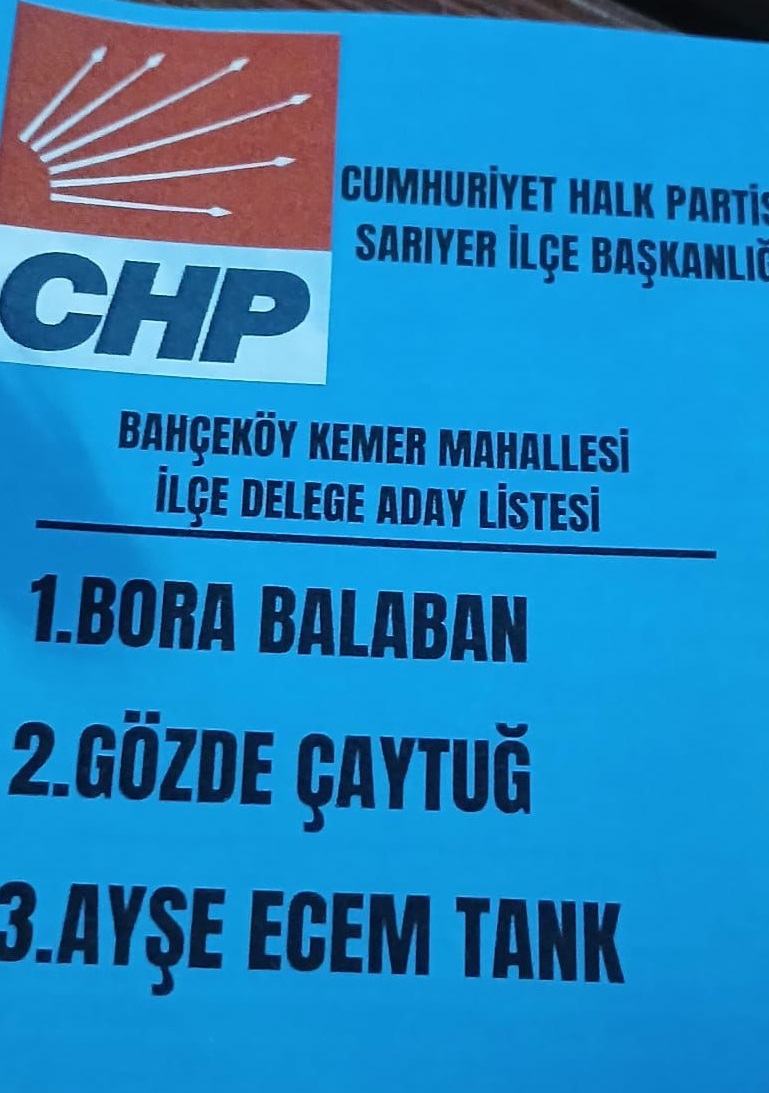 CHP
CUMHURİYET HALK PARTİS
SARIYER İLÇE BAŞKANLIĞ
BAHÇEKÖY KEMER MAHALLESİ
İLÇE DELEGE ADAY LİSTESİ
1.BORA BALABAN
2.GÖZDE ÇAYTUĞ
3.AYŞE ECEM TANK